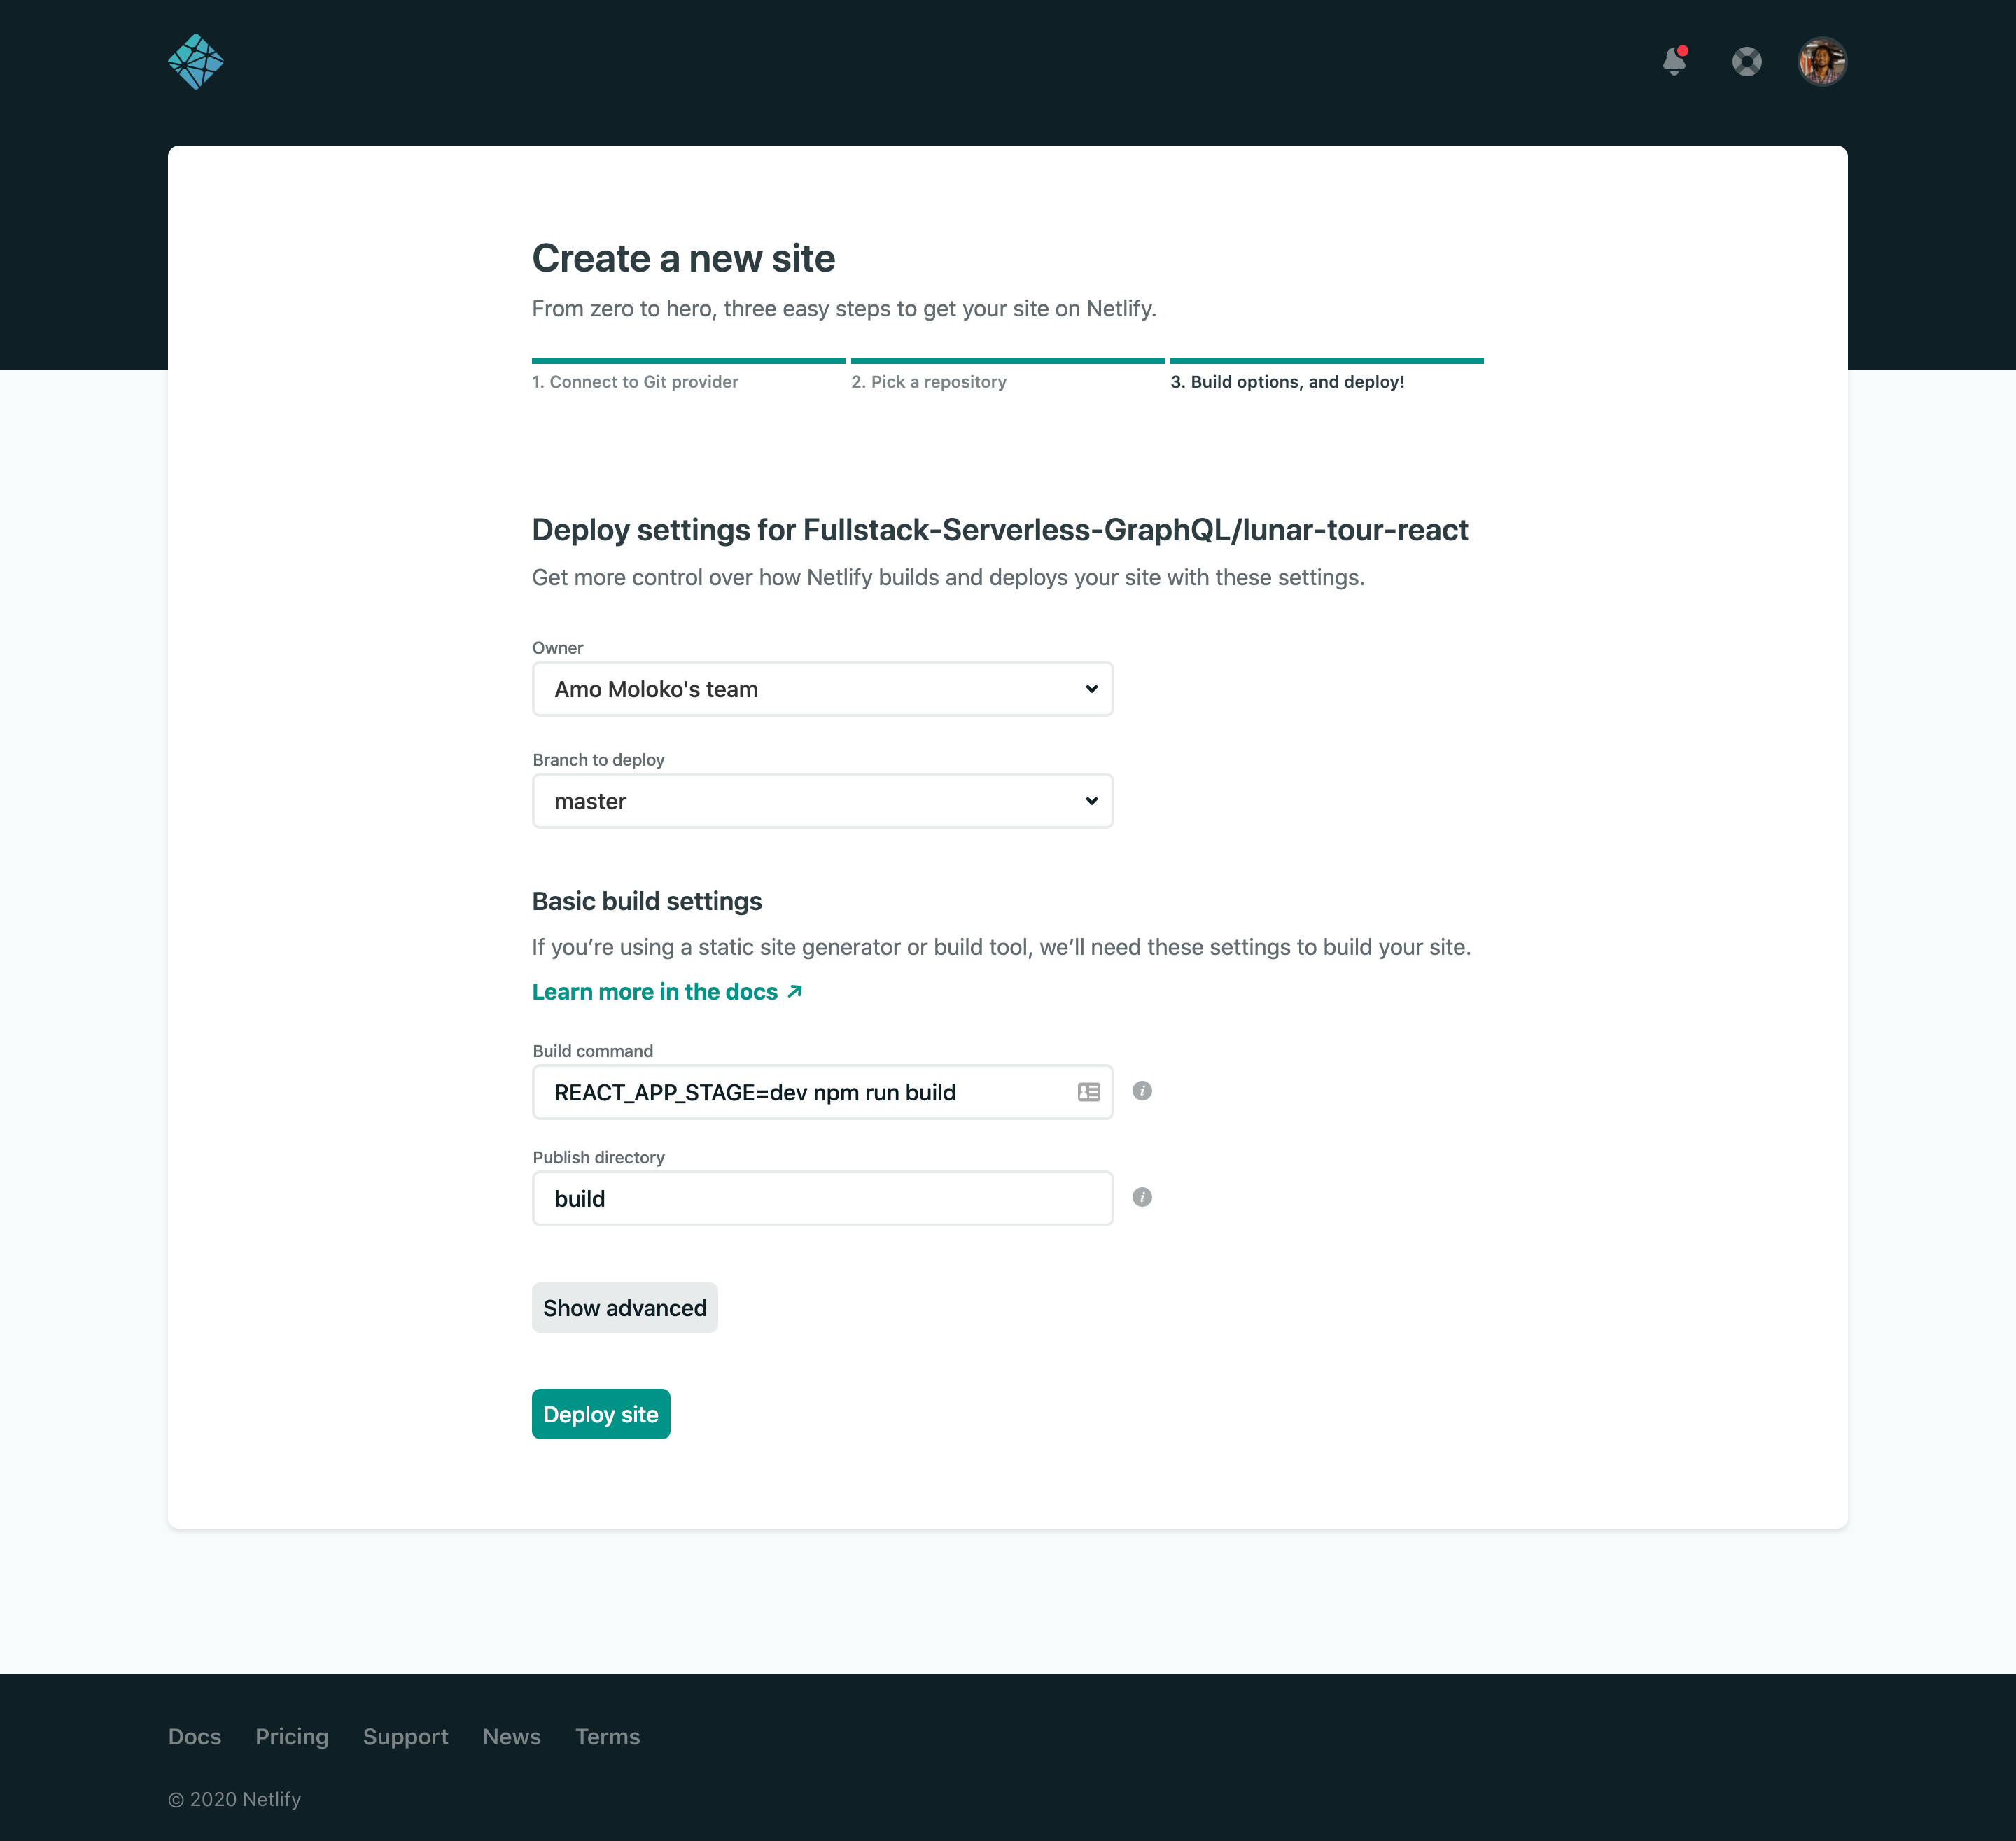 Create a new site
From zero to hero, three easy steps to get your site on Netlify.
1. Connect to Git provider
2. Pick a repository
3. Build options, and deploy!
Deploy settings for Fullstack-Serverless-GraphQL/lunar-tour-react
Get more control over how Netlify builds and deploys your site with these settings.
Owner
Amo Moloko's team
Branch to deploy
master
Basic build settings
If you’re using a static site generator or build tool, we’ll need these settings to build your site.
Learn more in the docs
Build command
REACT_APP_STAGE=dev npm run build
Publish directory
build
Show advanced
Deploy site
Docs Pricing Support News Terms
© 2020 Netlify